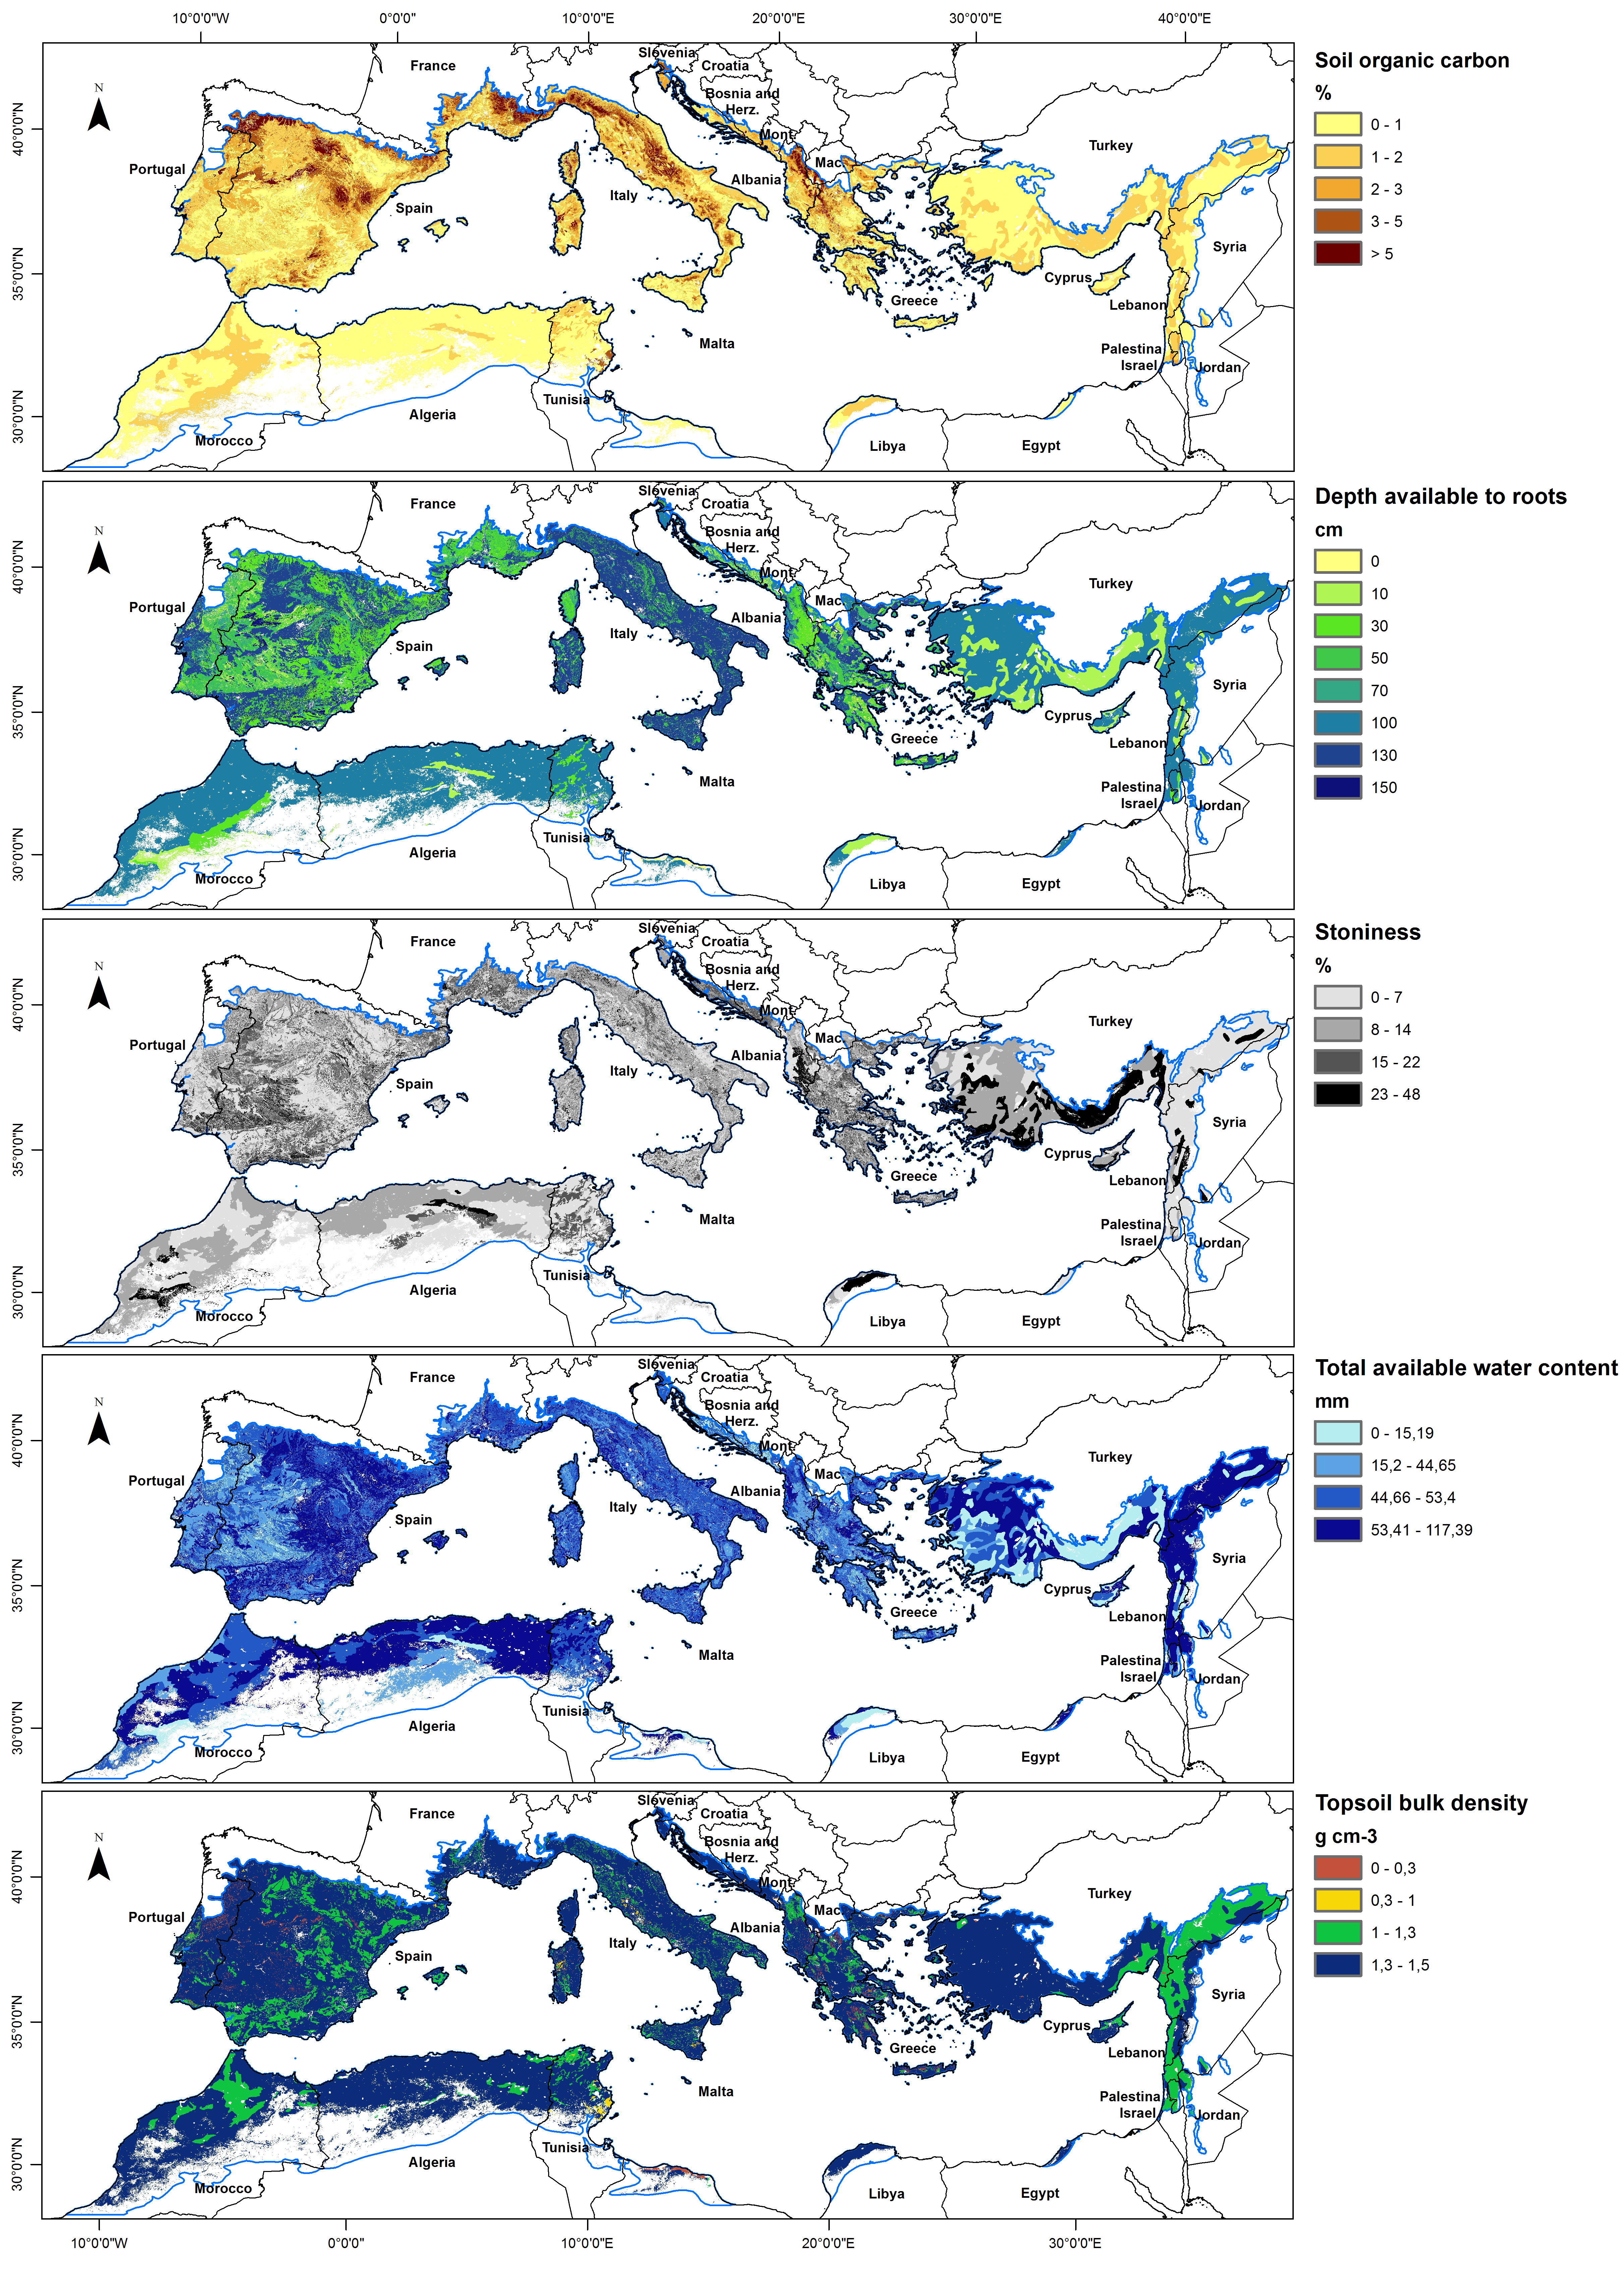 10°0'0"W 0°0'0" 10°0'0"E 20°0'0"E 30°0'0"E 40°0'0"E
Soil organic carbon
%
0 - 1
1 - 2
2 - 3
3 - 5
> 5
N
40°0'0"N
35°0'0"N
30°0'0"N
France
Slovenia
Croatia
Bosnia and
Herz.
Mont.
Mac.
Turkey
Portugal
Spain
Italy
Albania
Greece
Cyprus
Syria
Lebanon
Malta
Palestina
Israel
Jordan
Morocco
Algeria
Tunisia
Libya
Egypt
Depth available to roots
cm
0
10
30
50
70
100
130
150
N
40°0'0"N
35°0'0"N
30°0'0"N
France
Slovenia
Croatia
Bosnia and
Herz.
Mont.
Mac.
Turkey
Portugal
Spain
Italy
Albania
Greece
Cyprus
Syria
Lebanon
Malta
Palestina
Israel
Jordan
Morocco
Algeria
Tunisia
Libya
Egypt
Stoniness
%
0 - 7
8 - 14
15 - 22
23 - 48
N
40°0'0"N
35°0'0"N
30°0'0"N
France
Slovenia
Croatia
Bosnia and
Herz.
Mont.
Mac.
Turkey
Portugal
Spain
Italy
Albania
Greece
Cyprus
Syria
Lebanon
Malta
Palestina
Israel
Jordan
Morocco
Algeria
Tunisia
Libya
Egypt
Total available water content
mm
0 - 15,19
15,2 - 44,65
44,66 - 53,4
53,41 - 117,39
N
40°0'0"N
35°0'0"N
30°0'0"N
France
Slovenia
Croatia
Bosnia and
Herz.
Mont.
Mac.
Turkey
Portugal
Spain
Italy
Albania
Greece
Cyprus
Syria
Lebanon
Malta
Palestina
Israel
Jordan
Morocco
Algeria
Tunisia
Libya
Egypt
Topsoil bulk density
g cm-3
0 - 0,3
0,3 - 1
1 - 1,3
1,3 - 1,5
N
40°0'0"N
35°0'0"N
30°0'0"N
France
Slovenia
Croatia
Bosnia and
Herz.
Mont.
Mac.
Turkey
Portugal
Spain
Italy
Albania
Greece
Cyprus
Syria
Lebanon
Malta
Palestina
Israel
Jordan
Morocco
Algeria
Tunisia
Libya
Egypt
10°0'0"W 0°0'0" 10°0'0"E 20°0'0"E 30°0'0"E